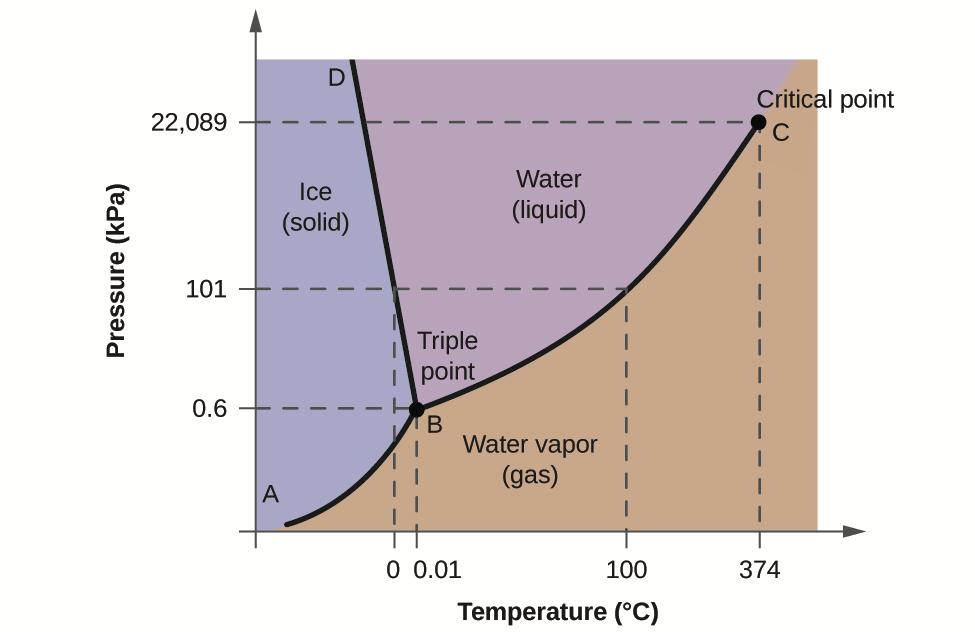 D
Critical point
22,089
C
Water
(liquid)
Ice
(solid)
Pressure (kPa)
101
Triple
point
0.6
B
Water vapor
(gas)
A
0 0.01 100 374
Temperature (°C)